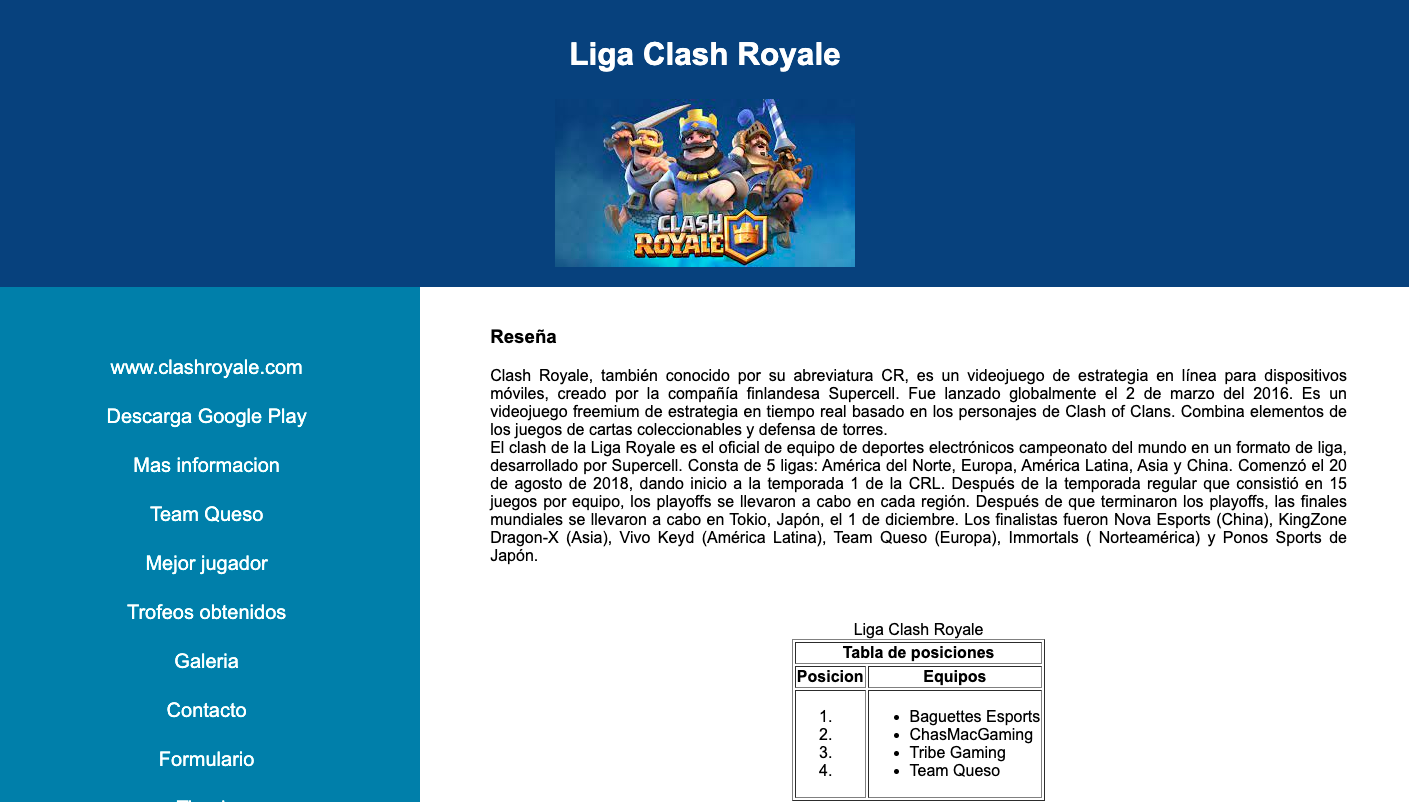 Liga Clash Royale
CLASH
ROYALE
www.clashroyale.com
Descarga Google Play
Mas informacion
Team Queso
Mejor jugador
Trofeos obtenidos
Galeria
Contacto
Formulario
Reseña
Clash Royale, también conocido por su abreviatura CR, es un videojuego de estrategia en línea para dispositivos
móviles, creado por la compañía finlandesa Supercell. Fue lanzado globalmente el 2 de marzo del 2016. Es un
videojuego freemium de estrategia en tiempo real basado en los personajes de Clash of Clans. Combina elementos de
los juegos de cartas coleccionables y defensa de torres.
El clash de la Liga Royale es el oficial de equipo de deportes electrónicos campeonato del mundo en un formato de liga,
desarrollado por Supercell. Consta de 5 ligas: América del Norte, Europa, América Latina, Asia y China. Comenzó el 20
de agosto de 2018, dando inicio a la temporada 1 de la CRL. Después de la temporada regular que consistió en 15
juegos por equipo, los playoffs se llevaron a cabo en cada región. Después de que terminaron los playoffs, las finales
mundiales se llevaron a cabo en Tokio, Japón, el 1 de diciembre. Los finalistas fueron Nova Esports (China), KingZone
Dragon-X (Asia), Vivo Keyd (América Latina), Team Queso (Europa), Immortals ( Norteamérica) y Ponos Sports de
Japón.
Liga Clash Royale
Tabla de posiciones
Posicion Equipos
1. • Baguettes Esports
2. • ChasMacGaming
3. • Tribe Gaming
4. • Team Queso